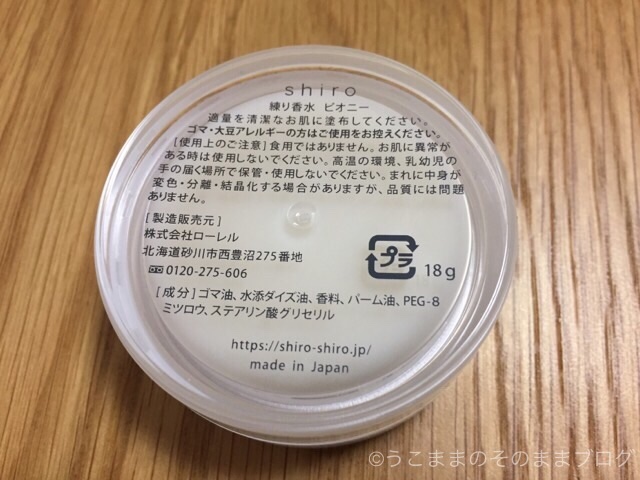 shiro
練り香水 ピオニー
適量を清潔なお肌に塗布してください。
ゴマ・大豆アレルギーの方はご使用をお控えください。
[使用上のご注意] 食用ではありません。お肌に異常が
ある時は使用しないでください。高温の環境、乳幼児の
手の届く場所で保管・使用しないでください。まれに中身が
変色・分離・結晶化する場合がありますが、品質には問題
ありません。
[製造販売元]
株式会社ローレル
北海道砂川市西豊沼275番地
0120-275-606
プラ
18g
[成分] ゴマ油、水添ダイズ油、香料、パーム油、PEG-8
ミツロウ、ステアリン酸グリセリル
https://shiro-shiro.jp/
made in Japan
©うこままのそのままブログ